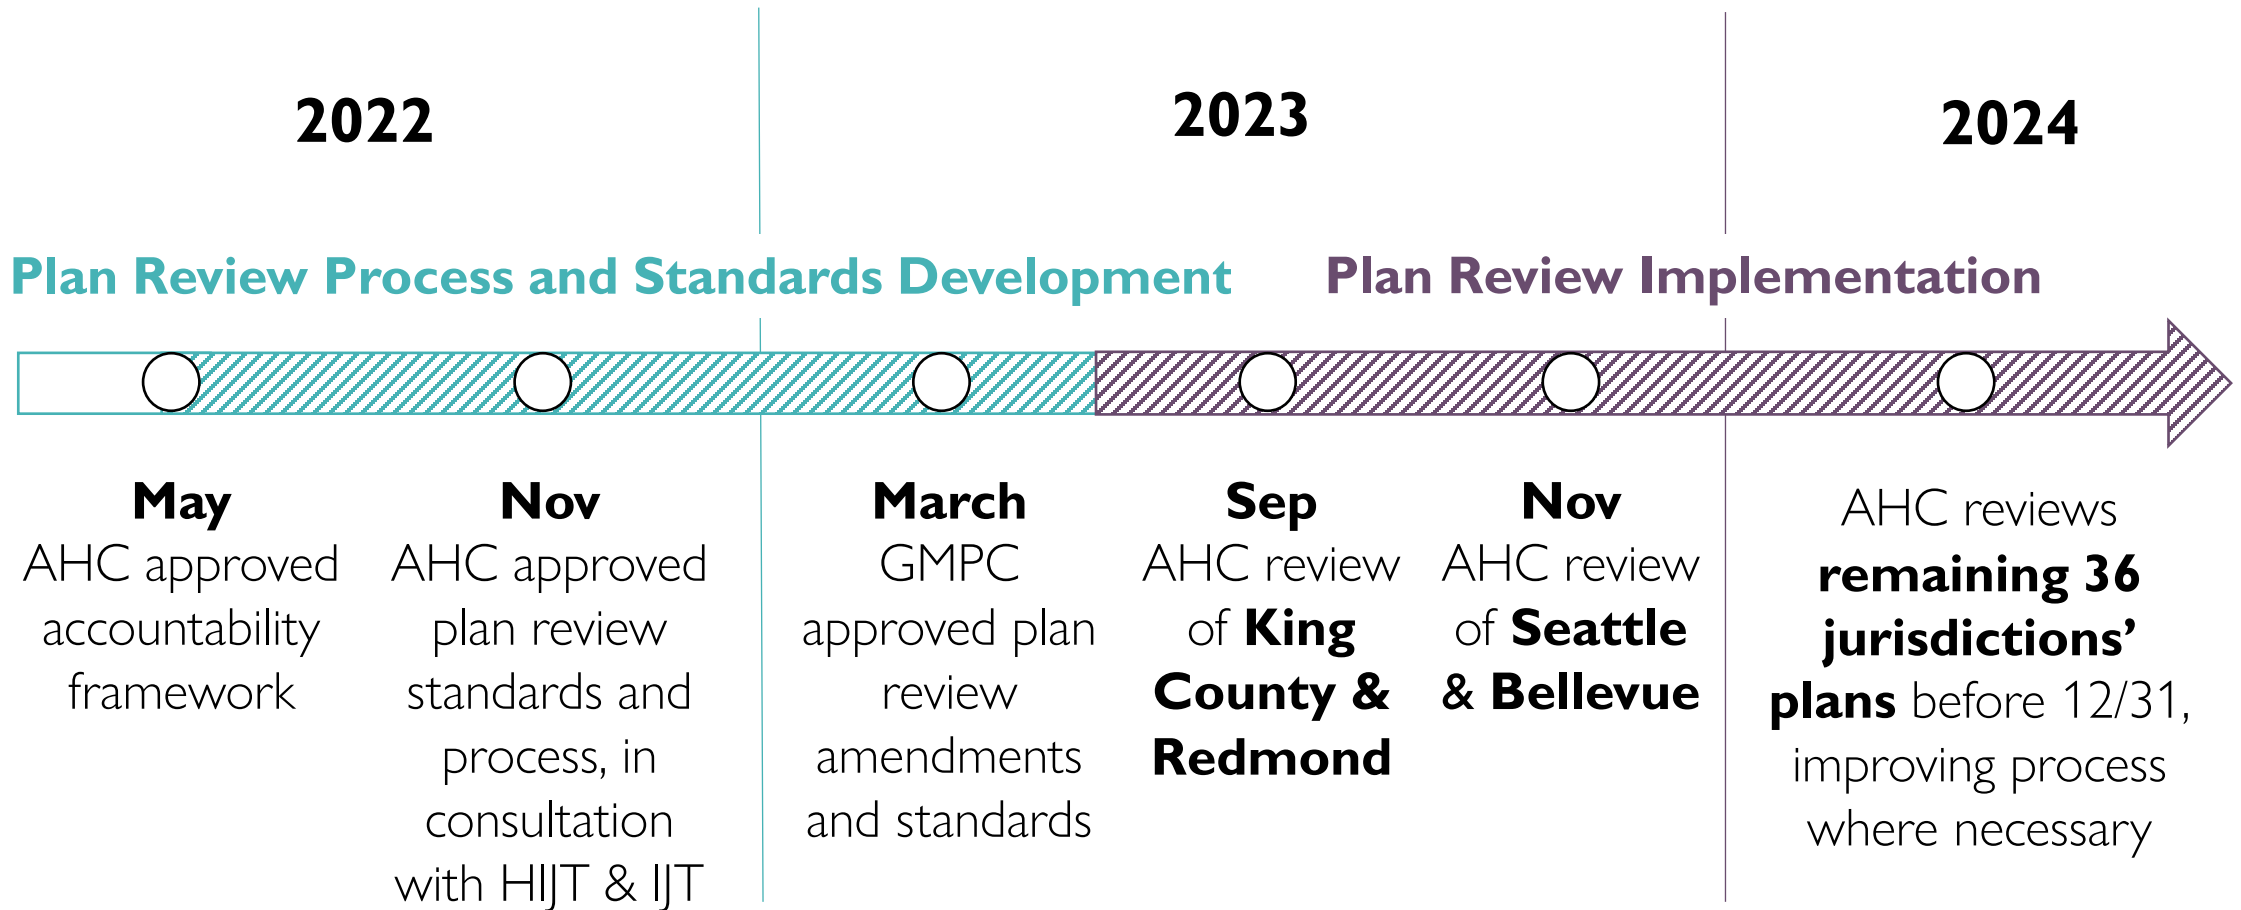 2022
2023
2024
Plan Review Process and Standards Development
Plan Review Implementation
May
AHC approved
accountability
framework
Nov
AHC approved
plan review
standards and
process, in
consultation
with HIJT & IJT
March
GMPC
approved plan
review
amendments
and standards
Sep
AHC review
of King
County &
Redmond
Nov
AHC review
of Seattle
& Bellevue
AHC reviews
remaining 36
jurisdictions’
plans before 12/31,
improving process
where necessary